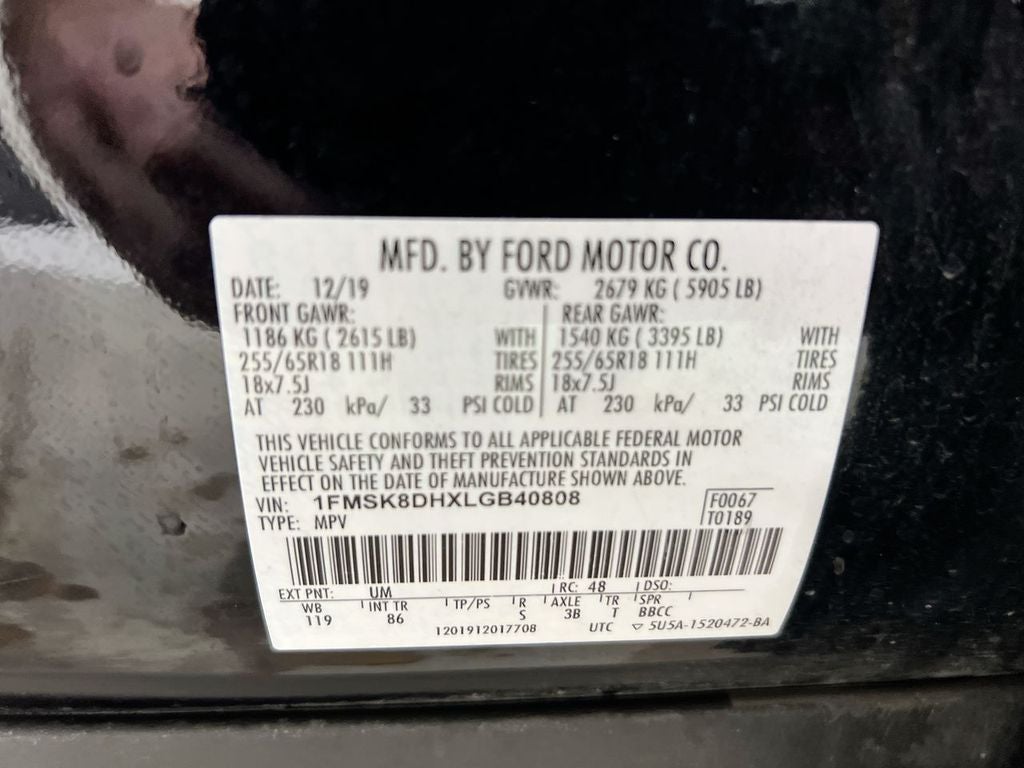 MFD. BY FORD MOTOR CO.
DATE: 12/19 GVWR: 2679 KG ( 5905 LB)
FRONT GAWR: REAR GAWR:
1186 KG ( 2615 LB) WITH 1540 KG ( 3395 LB) WITH
255/65R18 111H TIRES 255/65R18 111H TIRES
18x7.5J RIMS 18x7.5J RIMS
AT 230 kPa/ 33 PSI COLD AT 230 kPa/ 33 PSI COLD
THIS VEHICLE CONFORMS TO ALL APPLICABLE FEDERAL MOTOR
VEHICLE SAFETY AND THEFT PREVENTION STANDARDS IN
EFFECT ON THE DATE OF MANUFACTURE SHOWN ABOVE.
VIN: 1FMSK8DHXLGB40808 F0067
TYPE: MPV T0189
EXT PNT: UM RC: 48 DSO:
WB INT TR TP/PS R AXLE TR SPR
119 86 S 3B T BBCC
1201912017708 UTC ▽ 5U5A-1520472-BA